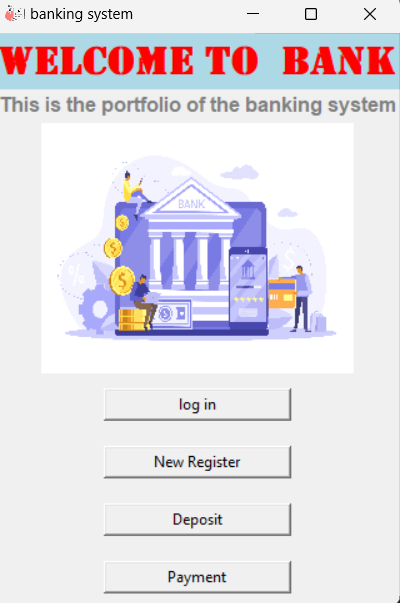 banking system
WELCOME TO BANK
This is the portfolio of the banking system
BANK
%
$
$
$
$
log in
New Register
Deposit
Payment